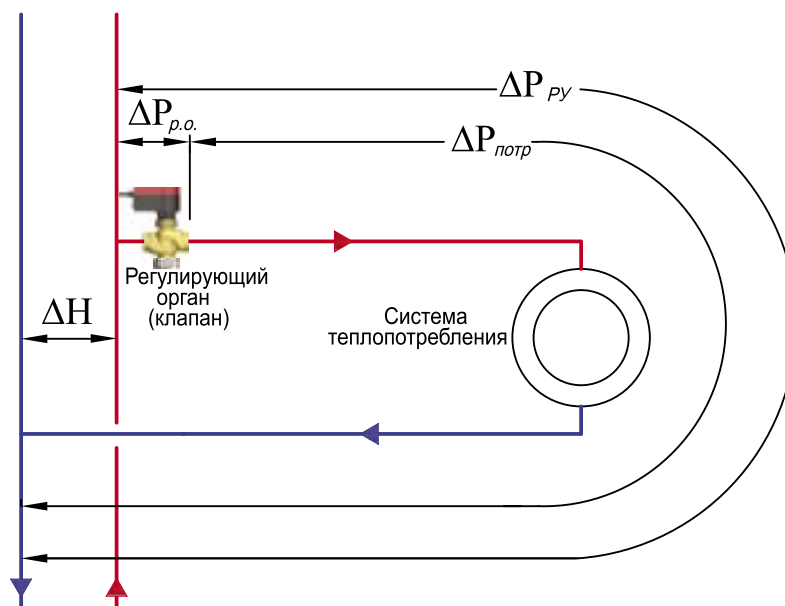 ΔP РУ
ΔP р.о.
ΔP потр
Регулирующий
орган
(клапан)
ΔH
Система
теплопотребления